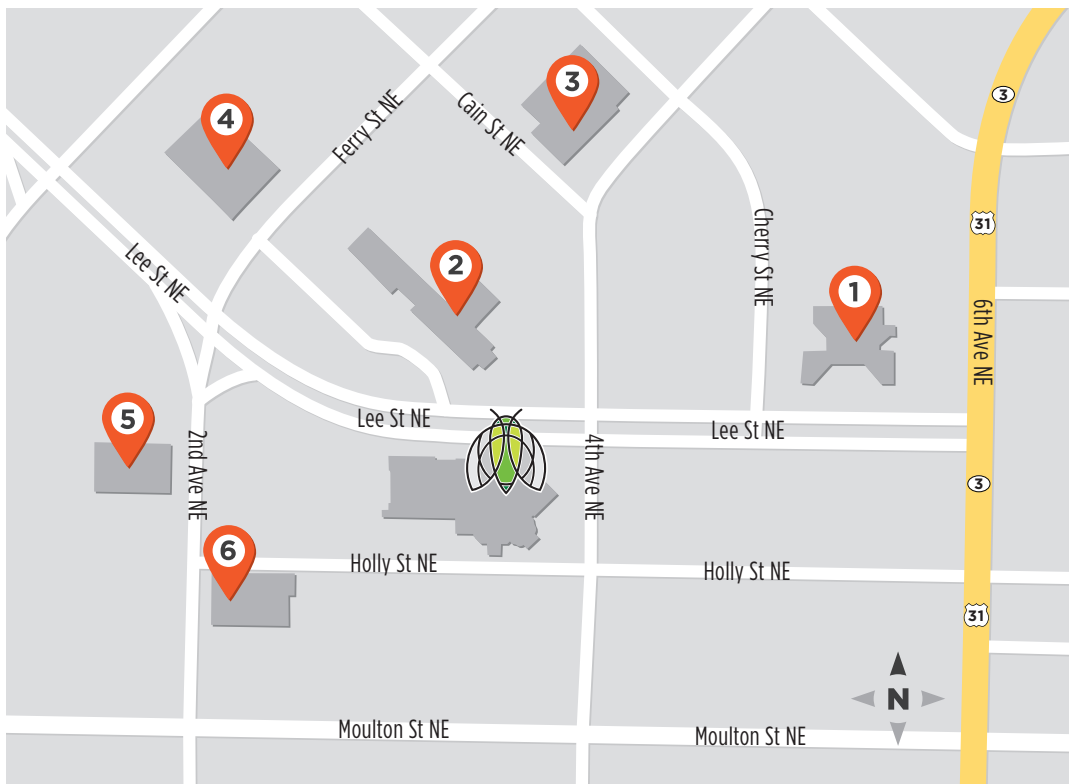 3
3
4
Ferry St NE
Cain St NE
31
Cherry St NE
Lee St NE
2
1
6th Ave NE
5
Lee St NE
Lee St NE
2nd Ave NE
4th Ave NE
3
6
Holly St NE
Holly St NE
31
N
Moulton St NE
Moulton St NE